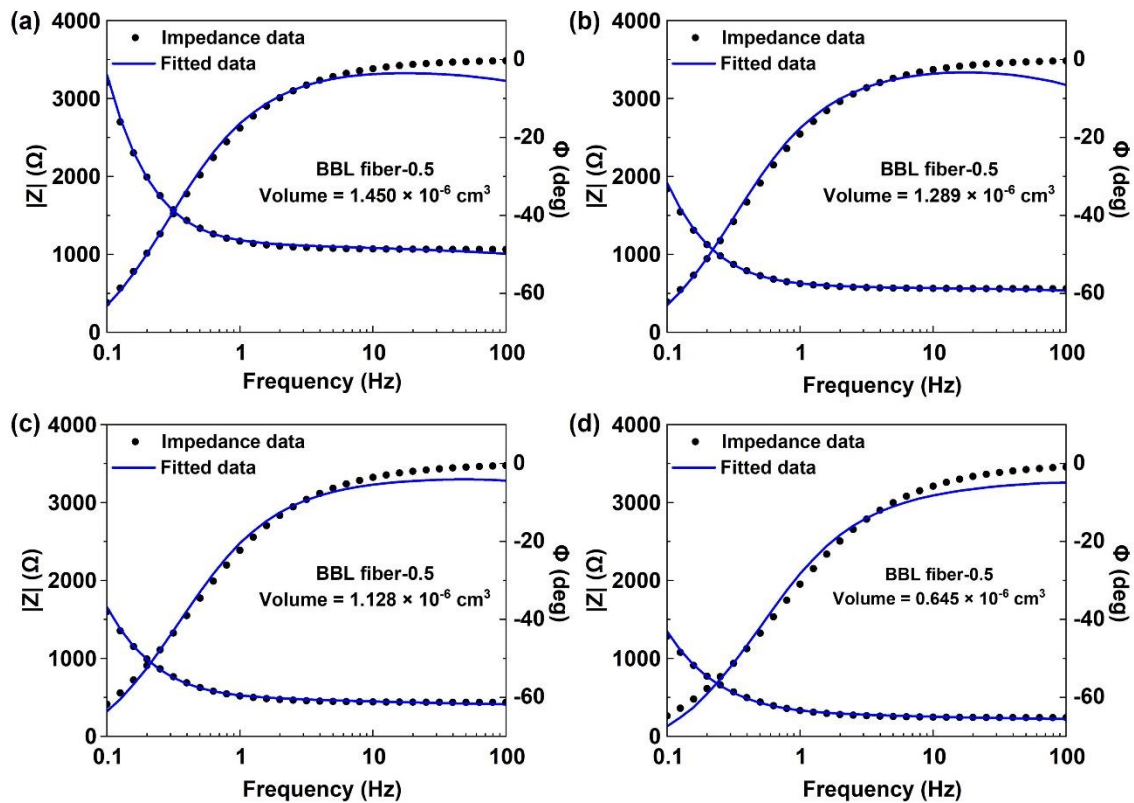 (a)
4000
3000
2000
1000
0
|Z| (Ω)
Impedance data
Fitted data
BBL fiber-0.5
Volume = 1.450 × 10⁻⁶ cm³
0
-20
-40
-60
Φ (deg)
0.1 1 10 100
Frequency (Hz)
(b)
4000
3000
2000
1000
0
|Z| (Ω)
Impedance data
Fitted data
BBL fiber-0.5
Volume = 1.289 × 10⁻⁶ cm³
0
-20
-40
-60
Φ (deg)
0.1 1 10 100
Frequency (Hz)
(c)
4000
3000
2000
1000
0
|Z| (Ω)
Impedance data
Fitted data
BBL fiber-0.5
Volume = 1.128 × 10⁻⁶ cm³
0
-20
-40
-60
Φ (deg)
0.1 1 10 100
Frequency (Hz)
(d)
4000
3000
2000
1000
0
|Z| (Ω)
Impedance data
Fitted data
BBL fiber-0.5
Volume = 0.645 × 10⁻⁶ cm³
0
-20
-40
-60
Φ (deg)
0.1 1 10 100
Frequency (Hz)